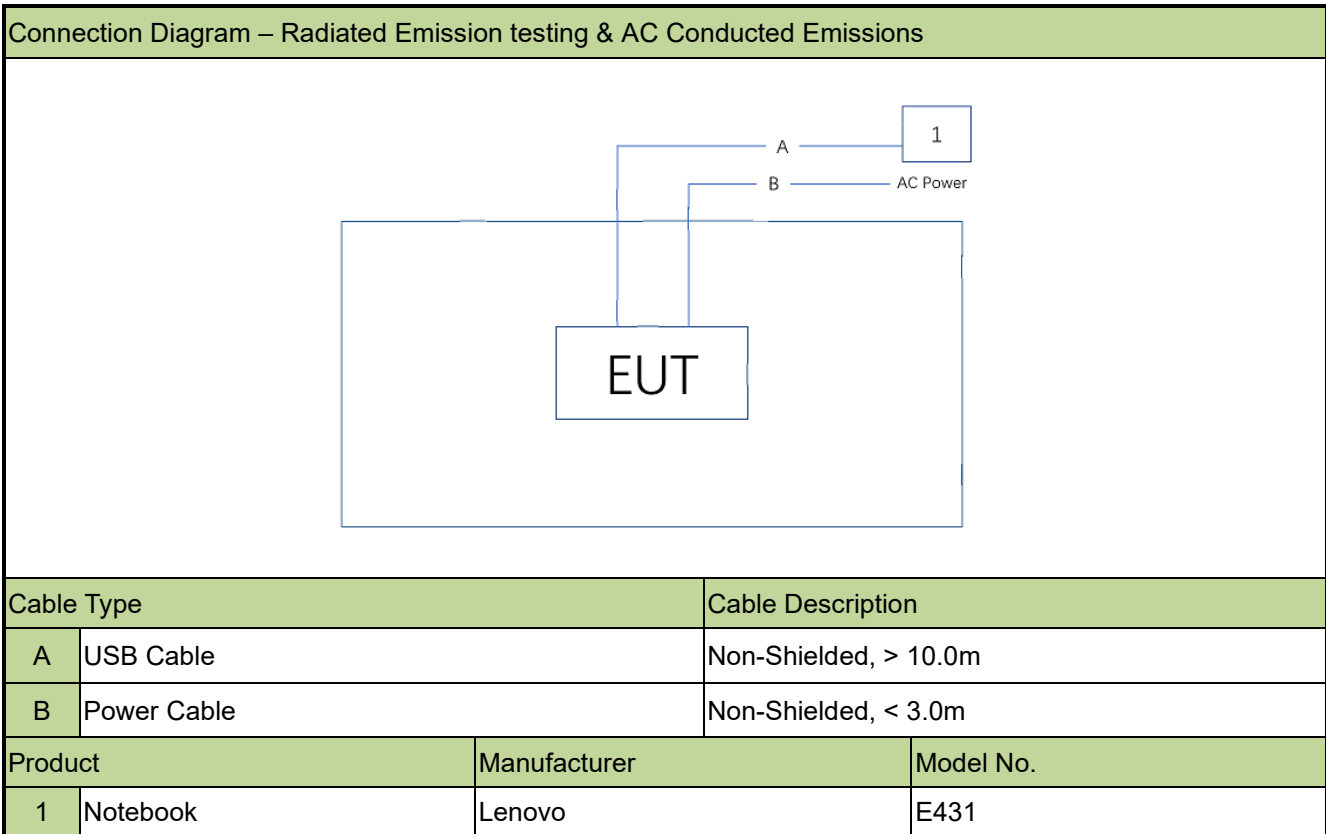 Connection Diagram – Radiated Emission testing & AC Conducted Emissions
1
A
B
AC Power
EUT
Cable Type Cable Description
A USB Cable Non-Shielded, > 10.0m
B Power Cable Non-Shielded, < 3.0m
Product Manufacturer Model No.
1 Notebook Lenovo E431